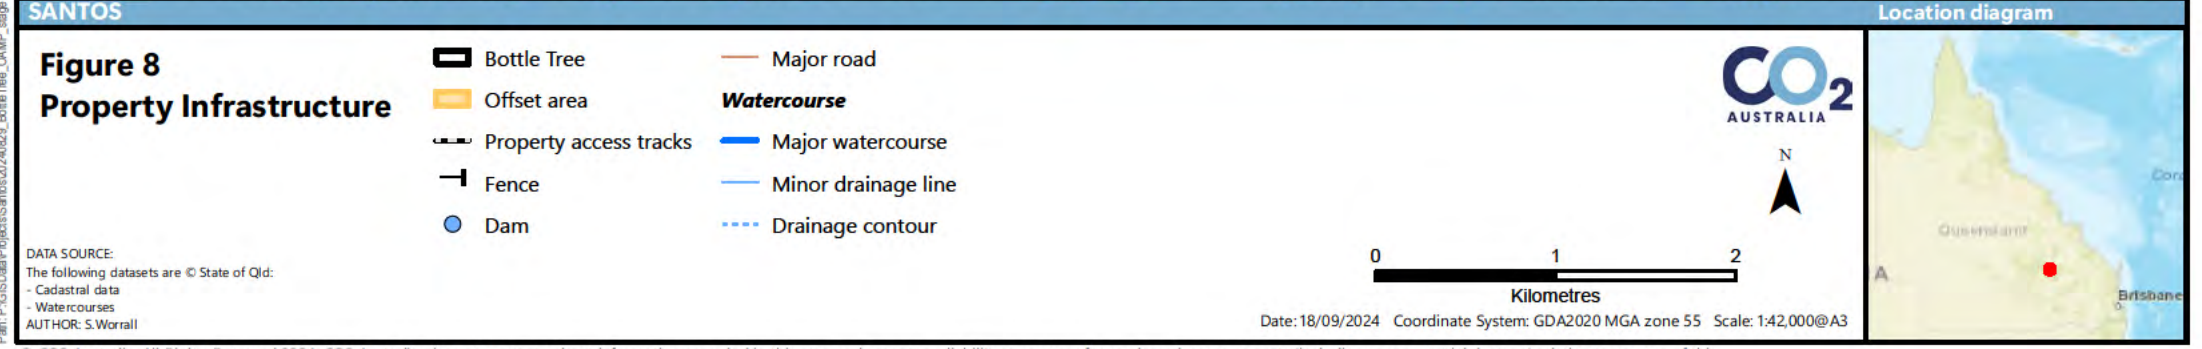 SANTOS
Location diagram
Figure 8
Property Infrastructure
Bottle Tree
Offset area
Property access tracks
Fence
Dam
Major road
Watercourse
Major watercourse
Minor drainage line
Drainage contour
CO2
AUSTRALIA
N
0 1 2
Kilometres
DATA SOURCE:
The following datasets are © State of Qld:
- Cadastral data
- Watercourses
AUTHOR: S.Worrall
Date: 18/09/2024 Coordinate System: GDA2020 MGA zone 55 Scale: 1:42,000@A3
Cora
Queensland
A
Brisbane